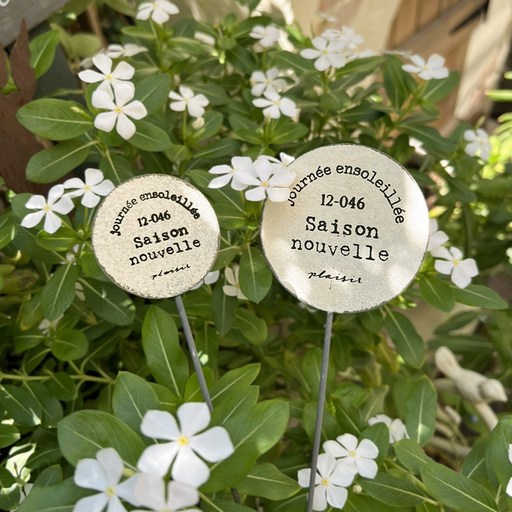 journée ensoleillée
12-046
Saison
nouvelle
plaisir
journée ensoleillée
12-046
Saison
nouvelle
plaisir